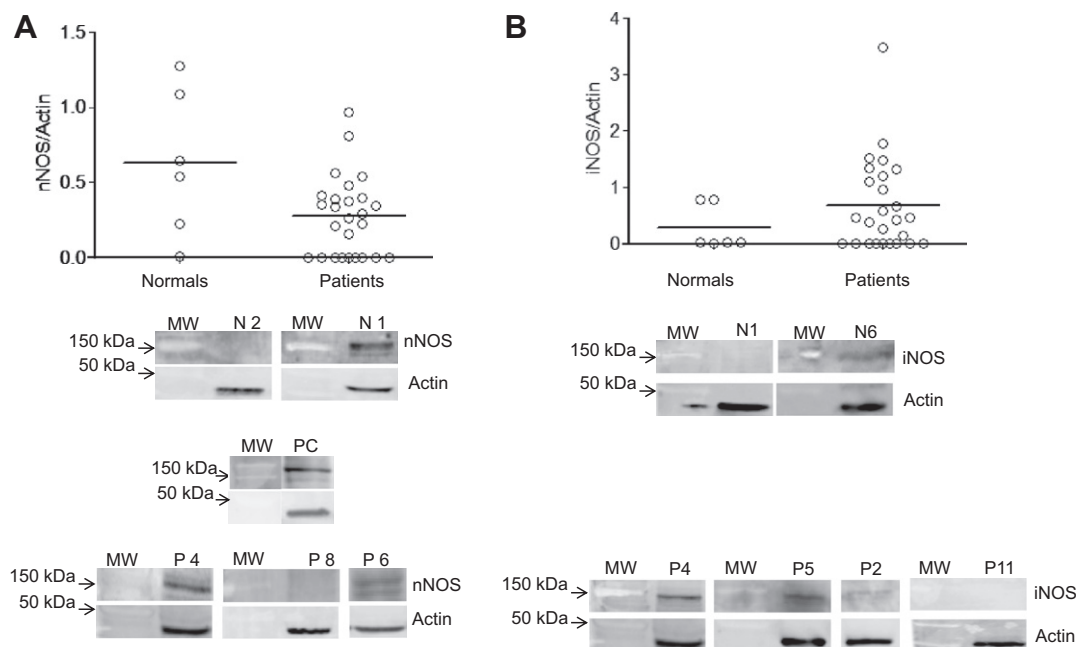 A
nNOS/Actin
1.5
1.0
0.5
0.0
Normals Patients
MW N 2 MW N 1
150 kDa nNOS
50 kDa Actin
MW PC
150 kDa
50 kDa
MW P 4 MW P 8 P 6
150 kDa nNOS
50 kDa Actin
B
iNOS/Actin
4
3
2
1
0
Normals Patients
MW N1 MW N6
150 kDa iNOS
50 kDa Actin
MW P4 MW P5 P2 MW P11
150 kDa iNOS
50 kDa Actin